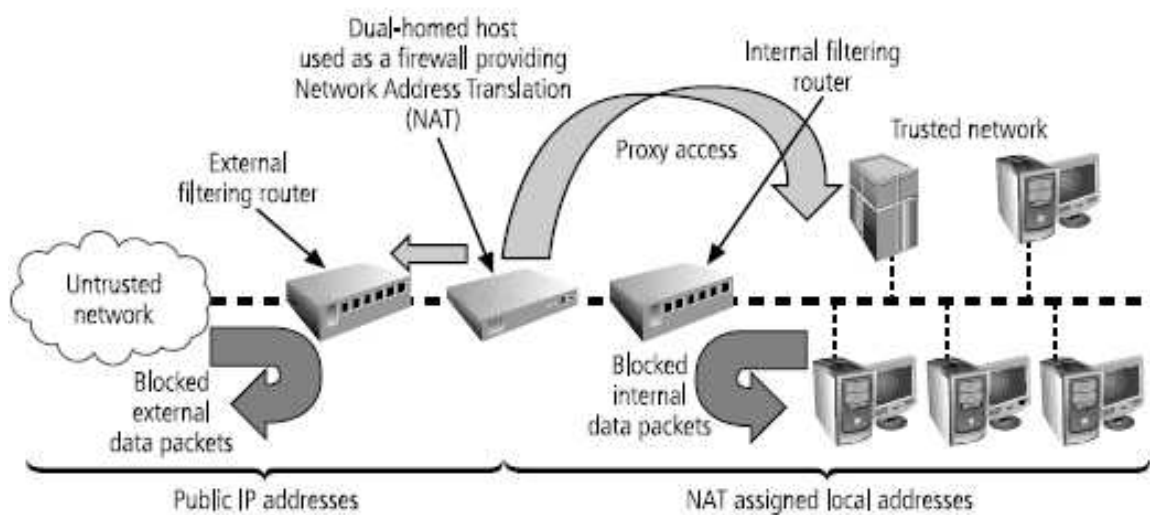 Dual-homed host
used as a firewall providing
Network Address Translation
(NAT)
Internal filtering
router
Proxy access
Trusted network
External
filtering router
Untrusted
network
Blocked
external
data packets
Blocked
internal
data packets
Public IP addresses
NAT assigned local addresses